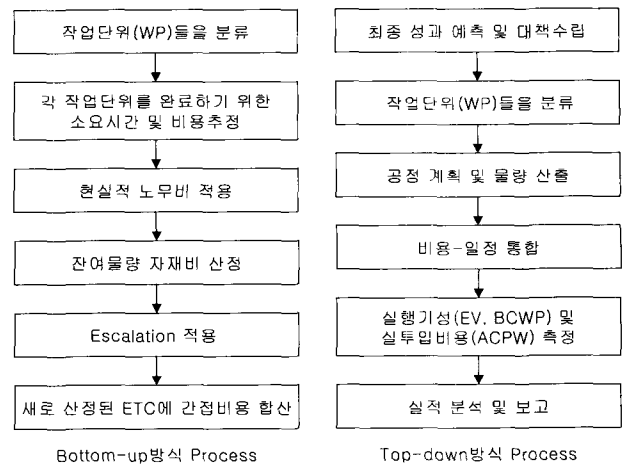 작업단위(WP)들을 분류
각 작업단위를 완료하기 위한
소요시간 및 비용추정
현실적 노무비 적용
잔여물량 자재비 산정
Escalation 적용
새로 산정된 ETC에 간접비용 합산
Bottom-up방식 Process
최종 성과 예측 및 대책수립
작업단위(WP)들을 분류
공정 계획 및 물량 산출
비용-일정 통합
실행기성(EV, BCWP) 및
실투입비용(ACPW) 측정
실적 분석 및 보고
Top-down방식 Process